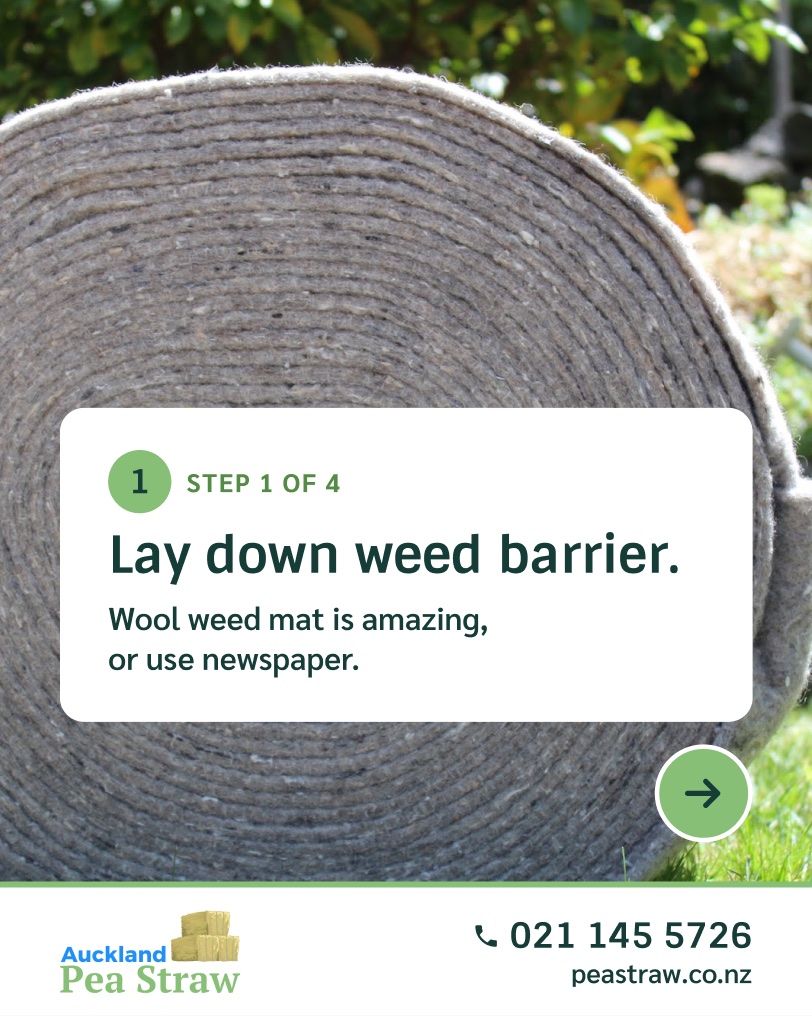 1
STEP 1 OF 4
Lay down weed barrier.
Wool weed mat is amazing,
or use newspaper.
Auckland
Pea Straw
021 145 5726
peastraw.co.nz